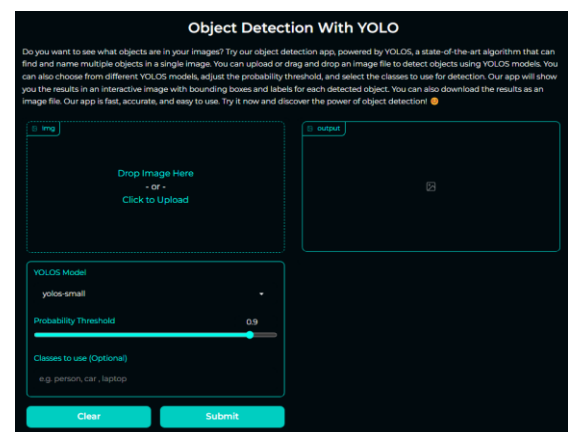 Object Detection With YOLO
Do you want to see what objects are in your images? Try our object detection app, powered by YOLOS, a state-of-the-art algorithm that can
find and name multiple objects in a single image. You can upload or drag and drop an image file to detect objects using YOLOS models. You
can also choose from different YOLOS models, adjust the probability threshold, and select the classes to use for detection. Our app will show
you the results in an interactive image with bounding boxes and labels for each detected object. You can also download the results as an
image file. Our app is fast, accurate, and easy to use. Try it now and discover the power of object detection! 😊
Img
output
Drop Image Here
- or -
Click to Upload
YOLOS Model
yolos-small
Probability Threshold 0.9
Classes to use (Optional)
e.g. person, car , laptop
Clear Submit